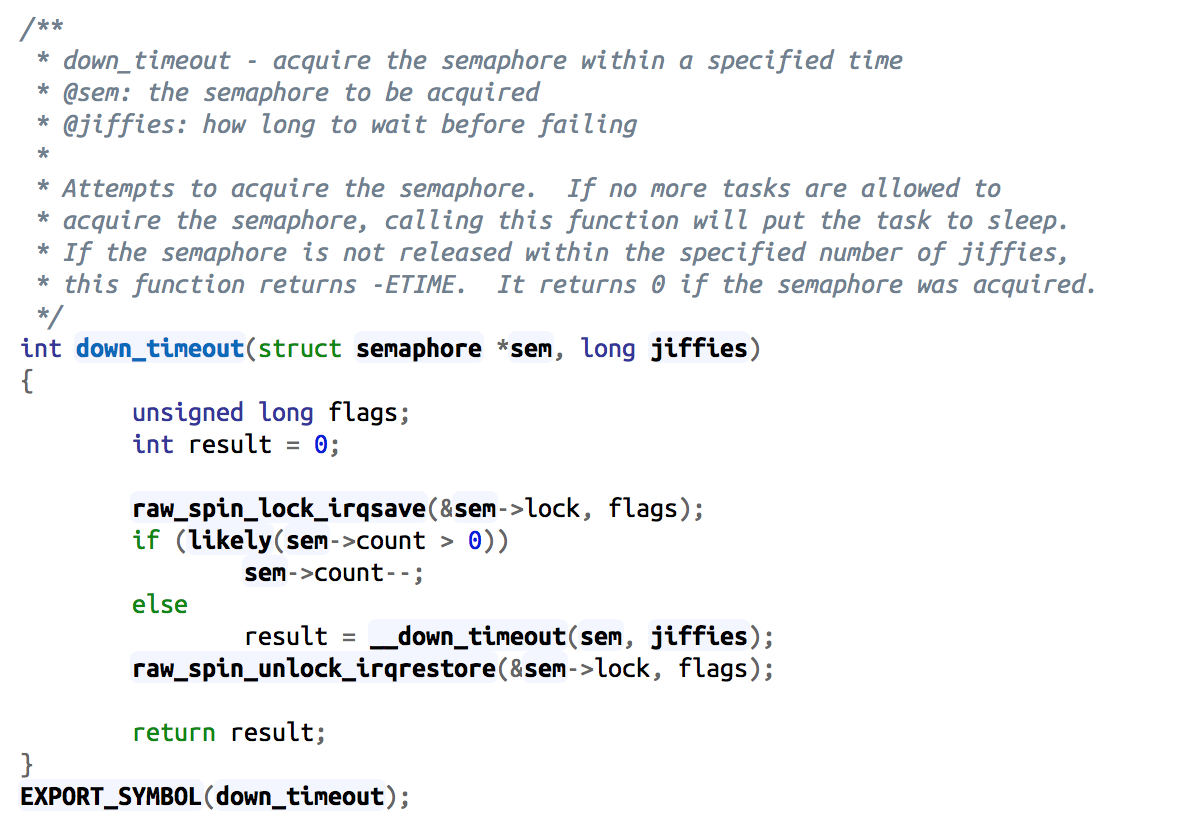 /**
 * down_timeout - acquire the semaphore within a specified time
 * @sem: the semaphore to be acquired
 * @jiffies: how long to wait before failing
 *
 * Attempts to acquire the semaphore.  If no more tasks are allowed to
 * acquire the semaphore, calling this function will put the task to sleep.
 * If the semaphore is not released within the specified number of jiffies,
 * this function returns -ETIME.  It returns 0 if the semaphore was acquired.
 */
int down_timeout(struct semaphore *sem, long jiffies)
{
        unsigned long flags;
        int result = 0;

        raw_spin_lock_irqsave(&sem->lock, flags);
        if (likely(sem->count > 0))
                sem->count--;
        else
                result = __down_timeout(sem, jiffies);
        raw_spin_unlock_irqrestore(&sem->lock, flags);

        return result;
}
EXPORT_SYMBOL(down_timeout);